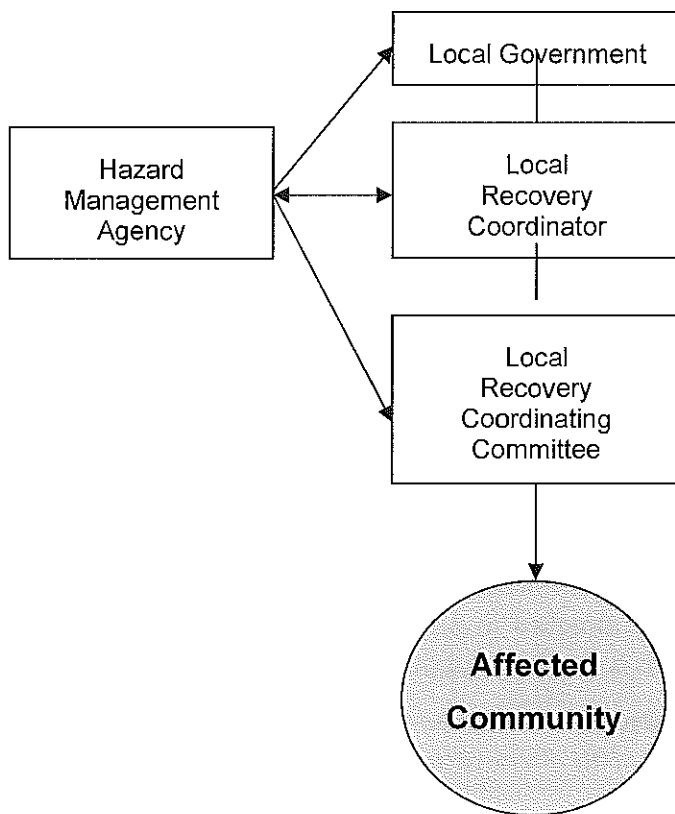 Local Government
Hazard
Management
Agency
Local
Recovery
Coordinator
Local
Recovery
Coordinating
Committee
Affected
Community